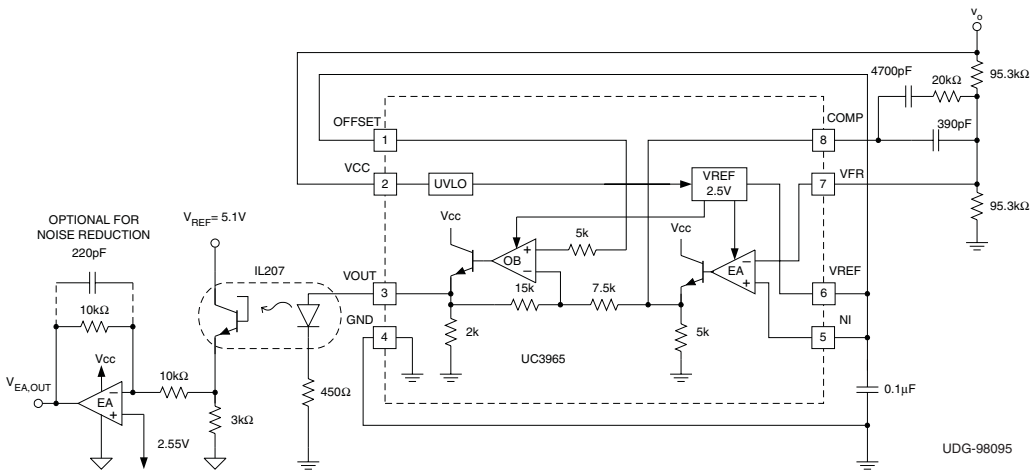 vo
4700pF
20kΩ
95.3kΩ
OFFSET
COMP
390pF
1
8
VCC
VFR
2
UVLO
VREF
2.5V
7
95.3kΩ
OPTIONAL FOR
NOISE REDUCTION
220pF
VREF= 5.1V
Vcc
5k
Vcc
IL207
VOUT
OB
+
−
EA
−
+
VREF
3
6
10kΩ
GND
15k
7.5k
NI
4
2k
5k
5
UC3965
Vcc
10kΩ
VEA,OUT
EA
−
+
3kΩ
450Ω
0.1µF
2.55V
UDG-98095